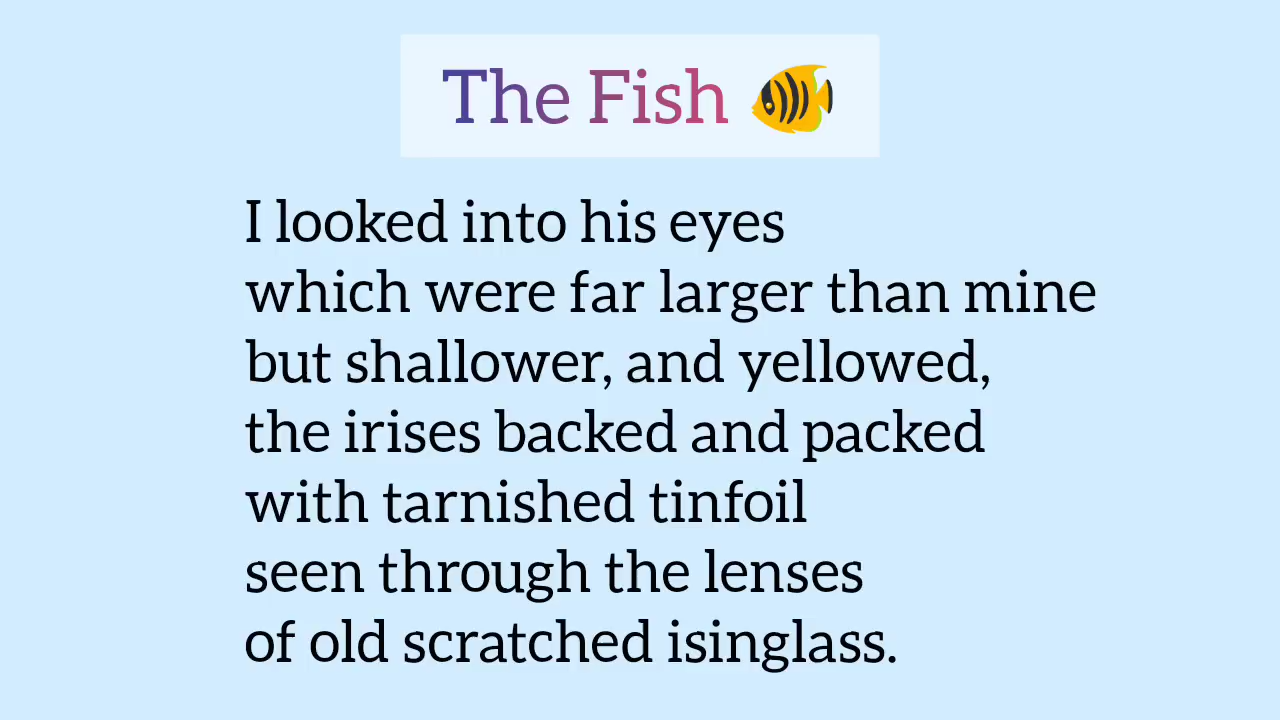 The Fish 🐠
I looked into his eyes
which were far larger than mine
but shallower, and yellowed,
the irises backed and packed
with tarnished tinfoil
seen through the lenses
of old scratched isinglass.